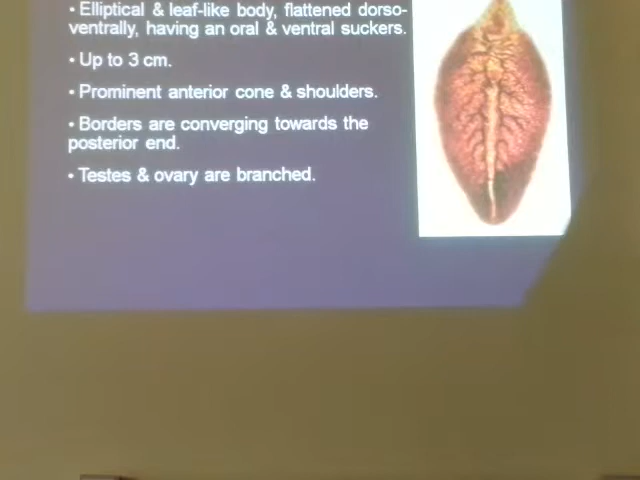 • Elliptical & leaf-like body, flattened dorso-
ventrally, having an oral & ventral suckers.
• Up to 3 cm.
• Prominent anterior cone & shoulders.
• Borders are converging towards the
posterior end.
• Testes & ovary are branched.